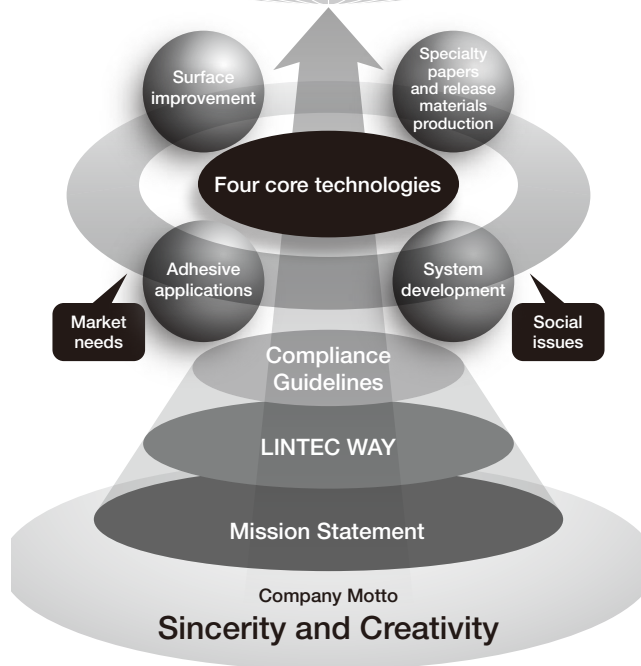 Surface
improvement
Specialty
papers
and release
materials
production
Four core technologies
Adhesive
applications
System
development
Market
needs
Social
issues
Compliance
Guidelines
LINTEC WAY
Mission Statement
Company Motto
Sincerity and Creativity